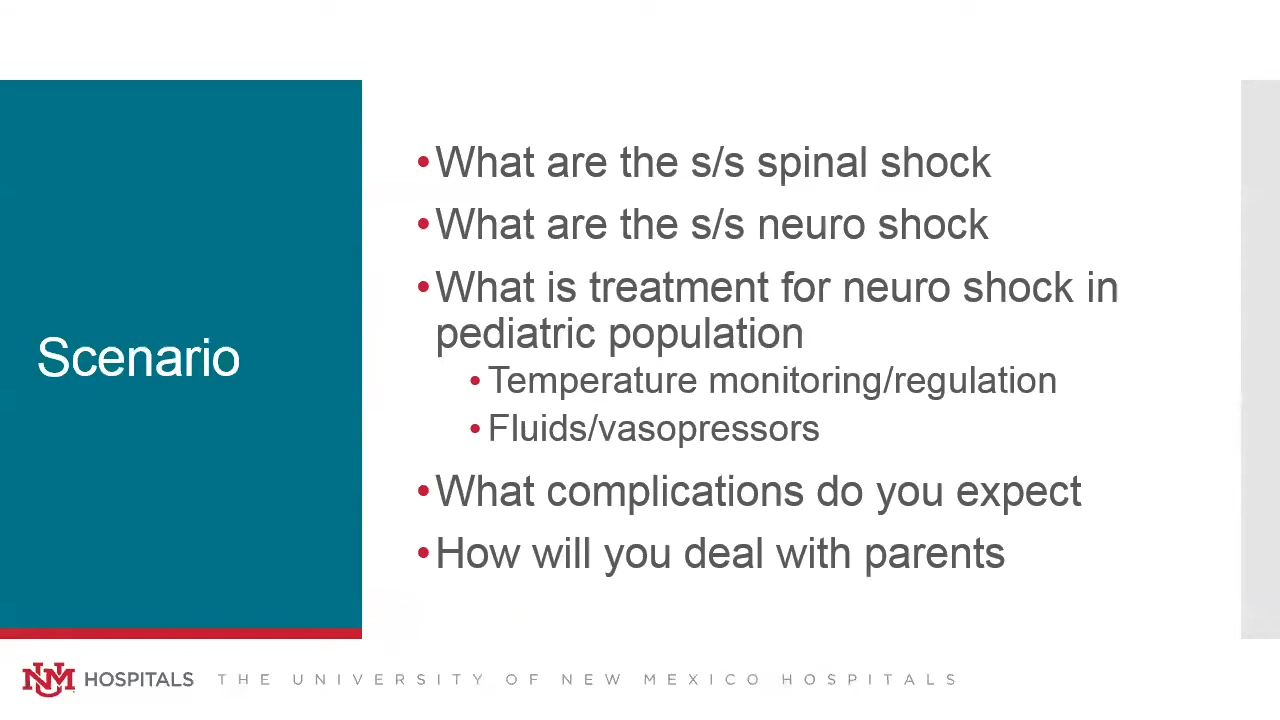 Scenario
•What are the s/s spinal shock
•What are the s/s neuro shock
•What is treatment for neuro shock in
pediatric population
•Temperature monitoring/regulation
•Fluids/vasopressors
•What complications do you expect
•How will you deal with parents
UNM HOSPITALS THE UNIVERSITY OF NEW MEXICO HOSPITALS